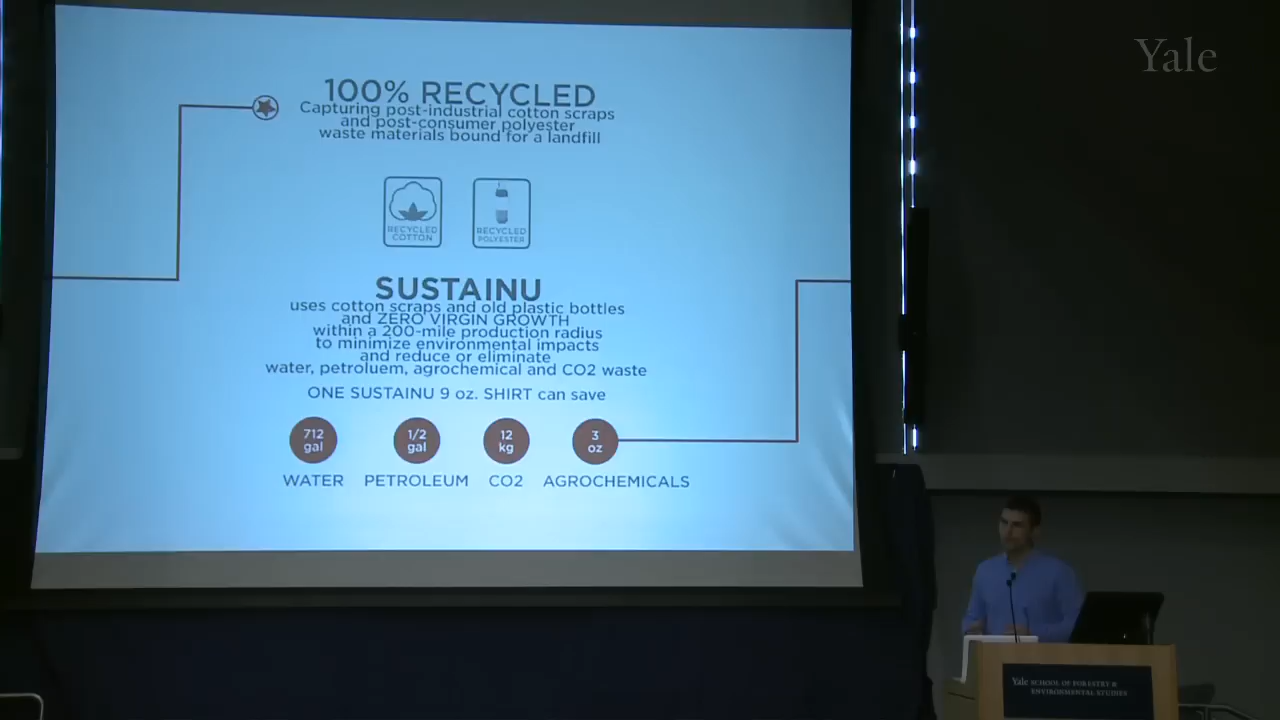 Yale
100% RECYCLED
Capturing post-industrial cotton scraps
and post-consumer polyester
waste materials bound for a landfill
RECYCLED
COTTON
RECYCLED
POLYESTER
SUSTAINU
uses cotton scraps and old plastic bottles
and ZERO VIRGIN GROWTH
within a 200-mile production radius
to minimize environmental impacts
and reduce or eliminate
water, petroluem, agrochemical and CO2 waste
ONE SUSTAINU 9 oz. SHIRT can save
712
gal
1/2
gal
12
kg
3
oz
WATER
PETROLEUM
CO2
AGROCHEMICALS
Yale SCHOOL OF FORESTRY &
ENVIRONMENTAL STUDIES